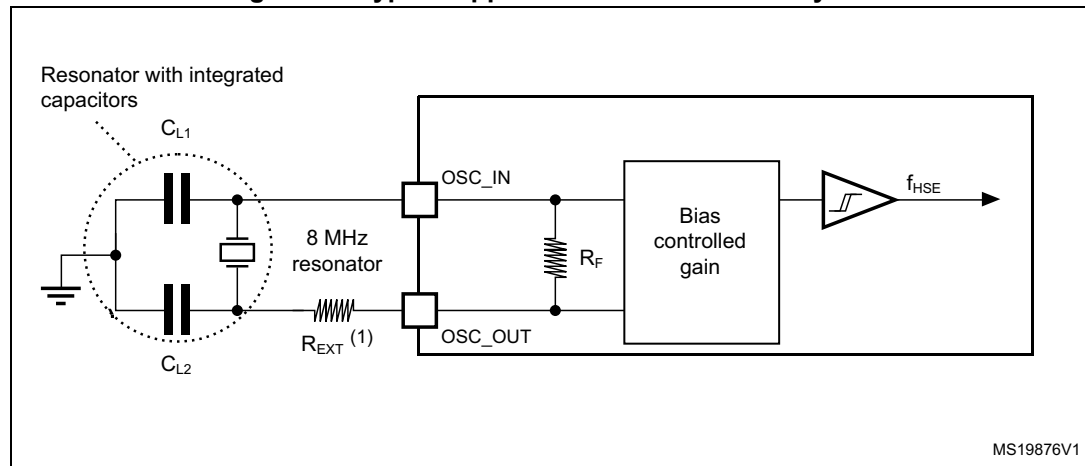 Resonator with integrated
capacitors
CL1
OSC_IN
fHSE
8 MHz
resonator
RF
Bias
controlled
gain
REXT (1)
OSC_OUT
CL2
MS19876V1